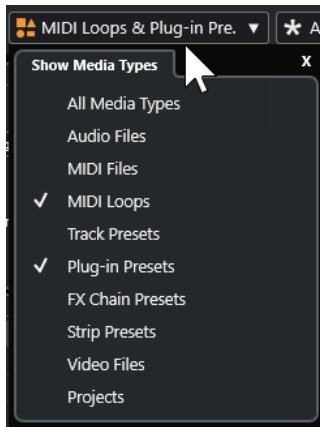 MIDI Loops & Plug-in Pre. ▼ A
Show Media Types X
All Media Types
Audio Files
MIDI Files
✓ MIDI Loops
Track Presets
✓ Plug-in Presets
FX Chain Presets
Strip Presets
Video Files
Projects